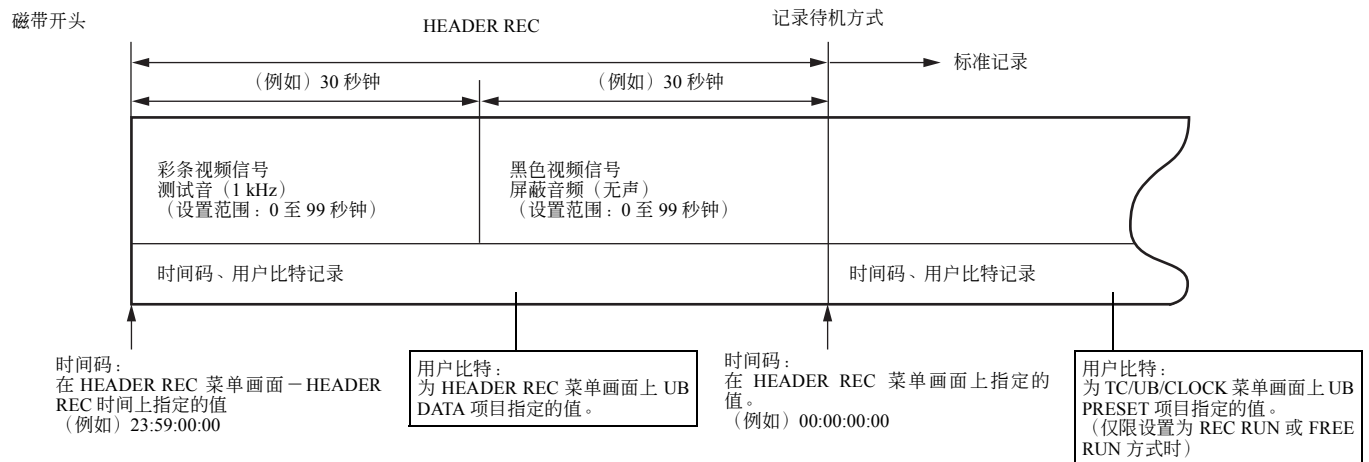 磁带开头
HEADER REC
记录待机方式
标准记录
（例如）30 秒钟
（例如）30 秒钟
彩条视频信号
测试音（1 kHz）
（设置范围：0 至 99 秒钟）
黑色视频信号
屏蔽音频（无声）
（设置范围：0 至 99 秒钟）
时间码、用户比特记录
时间码、用户比特记录
时间码：
在 HEADER REC 菜单画面－HEADER
REC 时间上指定的值
（例如）23:59:00:00
用户比特：
为 HEADER REC 菜单画面上 UB
DATA 项目指定的值。
时间码：
在 HEADER REC 菜单画面上指定的
值。
（例如）00:00:00:00
用户比特：
为 TC/UB/CLOCK 菜单画面上 UB
PRESET 项目指定的值。
（仅限设置为 REC RUN 或 FREE
RUN 方式时）